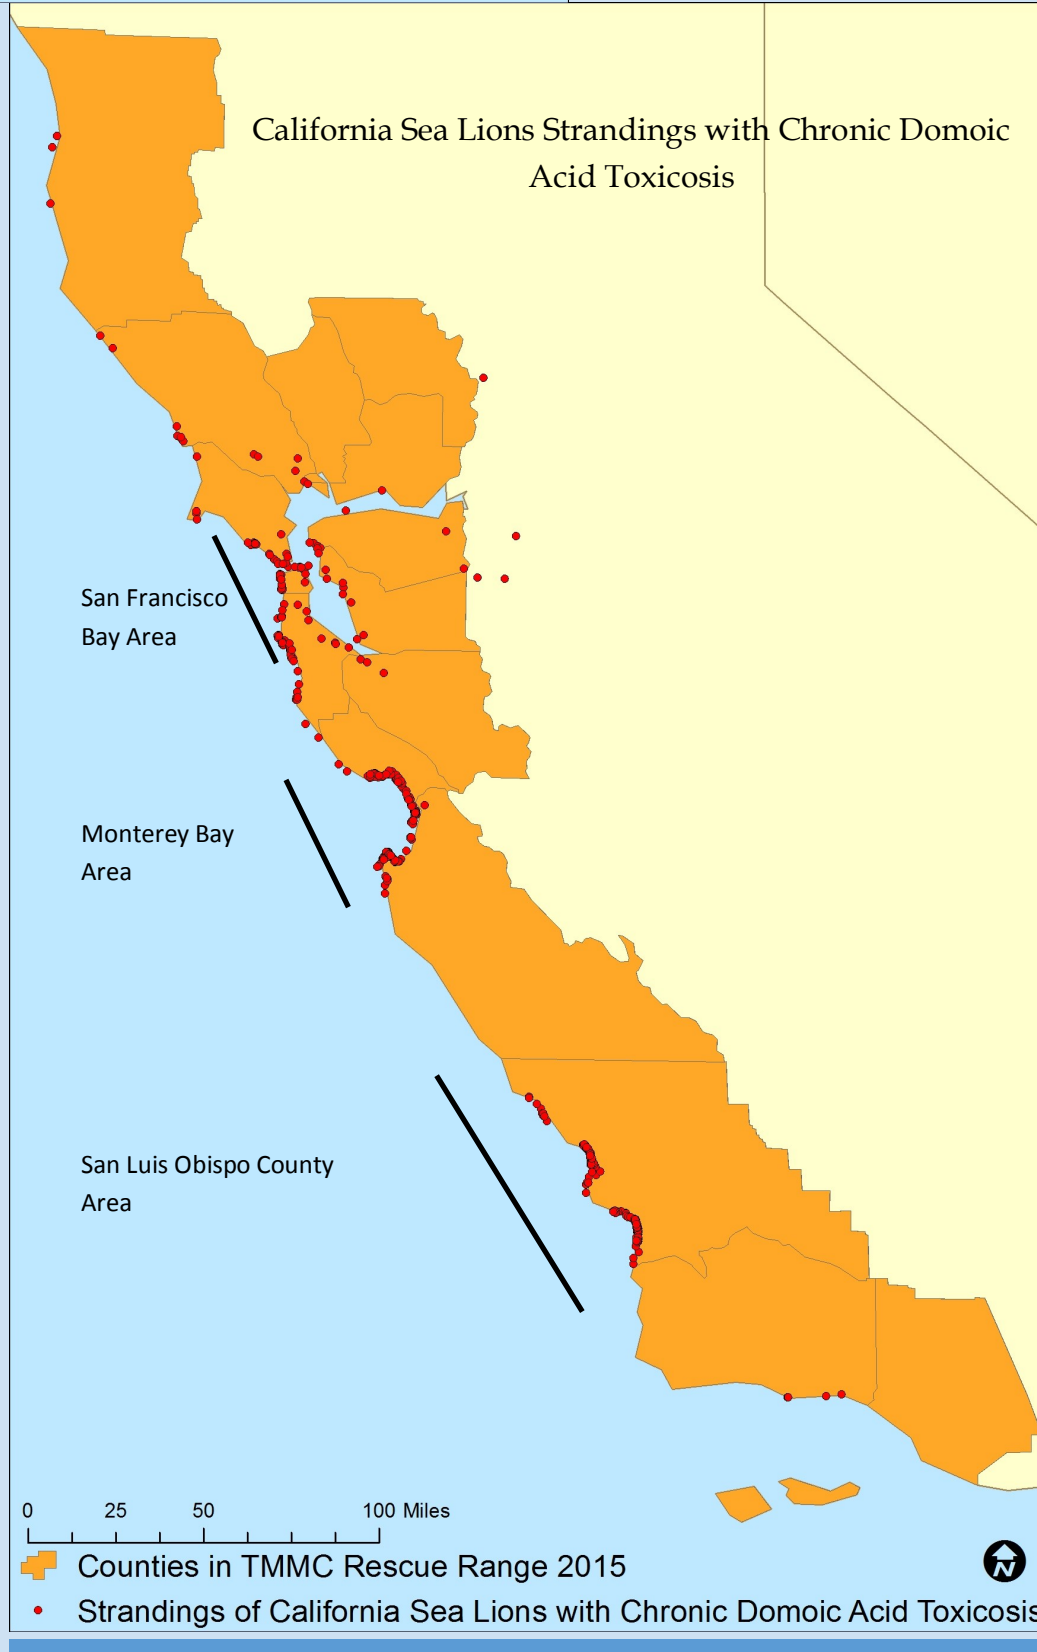 California Sea Lions Strandings with Chronic Domoic
Acid Toxicosis
San Francisco
Bay Area
Monterey Bay
Area
San Luis Obispo County
Area
0 25 50 100 Miles
Counties in TMMC Rescue Range 2015
N
Strandings of California Sea Lions with Chronic Domoic Acid Toxicosis